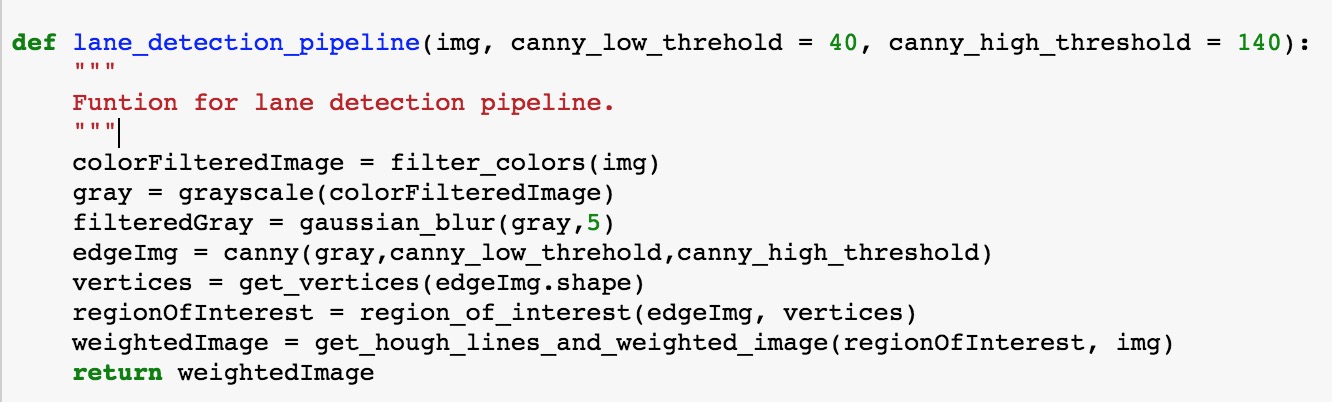 def lane_detection_pipeline(img, canny_low_threhold = 40, canny_high_threshold = 140):
    """
    Funtion for lane detection pipeline.
    """
    colorFilteredImage = filter_colors(img)
    gray = grayscale(colorFilteredImage)
    filteredGray = gaussian_blur(gray,5)
    edgeImg = canny(gray,canny_low_threhold,canny_high_threshold)
    vertices = get_vertices(edgeImg.shape)
    regionOfInterest = region_of_interest(edgeImg, vertices)
    weightedImage = get_hough_lines_and_weighted_image(regionOfInterest, img)
    return weightedImage